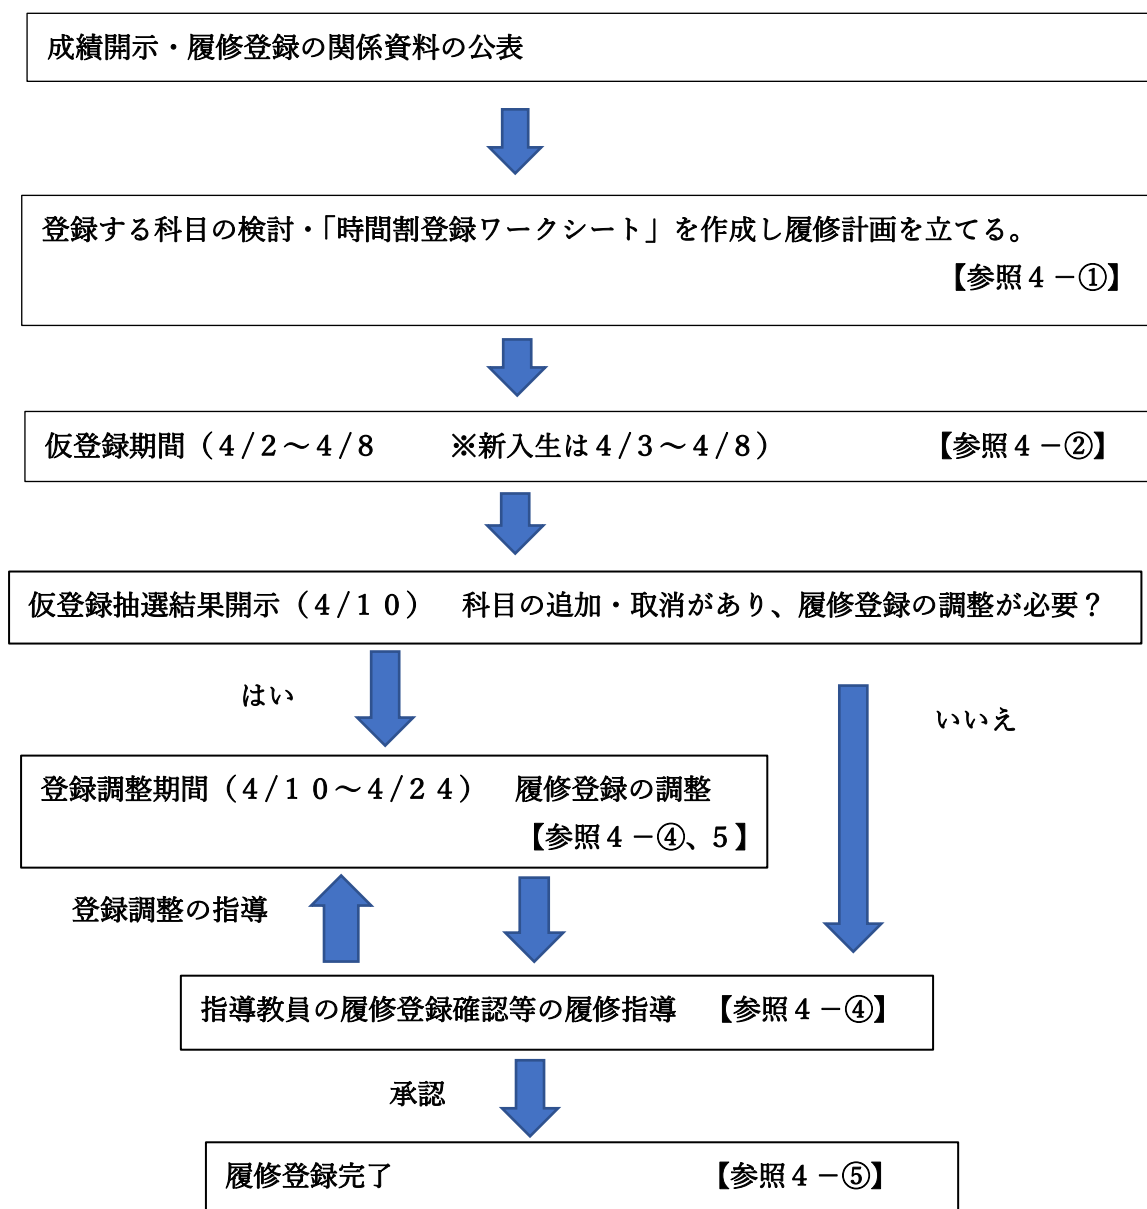 成績開示・履修登録の関係資料の公表
登録する科目の検討・「時間割登録ワークシート」を作成し履修計画を立てる。
【参照４－①】
仮登録期間（４/２～４/８　　※新入生は４/３～４/８）　　　　　【参照４－②】
仮登録抽選結果開示（４/１０）　科目の追加・取消があり、履修登録の調整が必要？
はい
いいえ
登録調整期間（４/１０～４/２４）　履修登録の調整
【参照４－④、５】
登録調整の指導
指導教員の履修登録確認等の履修指導　【参照４－④】
承認
履修登録完了　　　　　　　　　　　　【参照４－⑤】